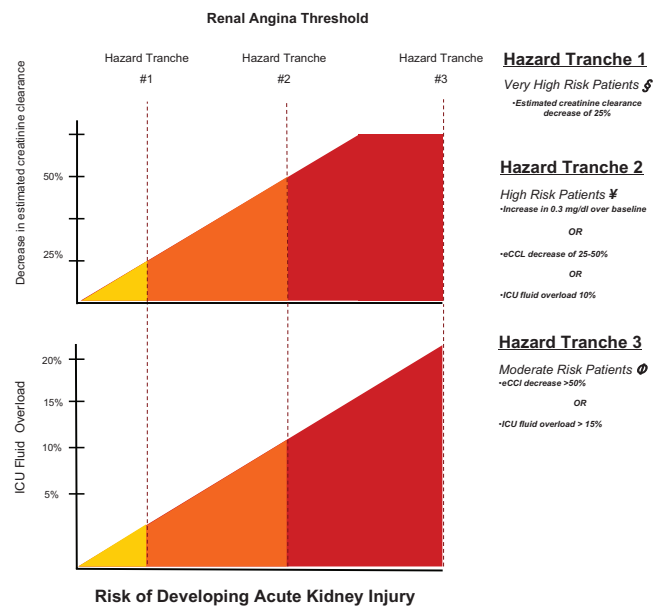 Renal Angina Threshold
Hazard Tranche
#1
Hazard Tranche
#2
Hazard Tranche
#3
Decrease in estimated creatinine clearance
50%
25%
ICU Fluid Overload
20%
15%
10%
5%
Risk of Developing Acute Kidney Injury
Hazard Tranche 1
Very High Risk Patients §
•Estimated creatinine clearance
decrease of 25%
Hazard Tranche 2
High Risk Patients ¥
•Increase in 0.3 mg/dl over baseline
OR
•eCCL decrease of 25-50%
OR
•ICU fluid overload 10%
Hazard Tranche 3
Moderate Risk Patients Φ
•eCCl decrease >50%
OR
•ICU fluid overload > 15%